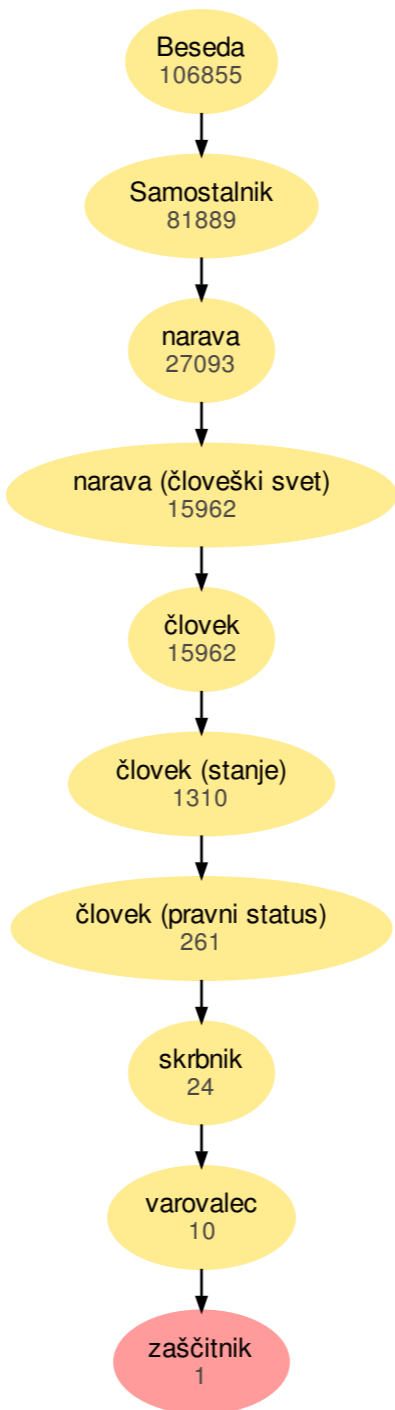 Beseda
106855
Samostalnik
81889
narava
27093
narava (človeški svet)
15962
človek
15962
človek (stanje)
1310
človek (pravni status)
261
skrbnik
24
varovalec
10
zaščitnik
1